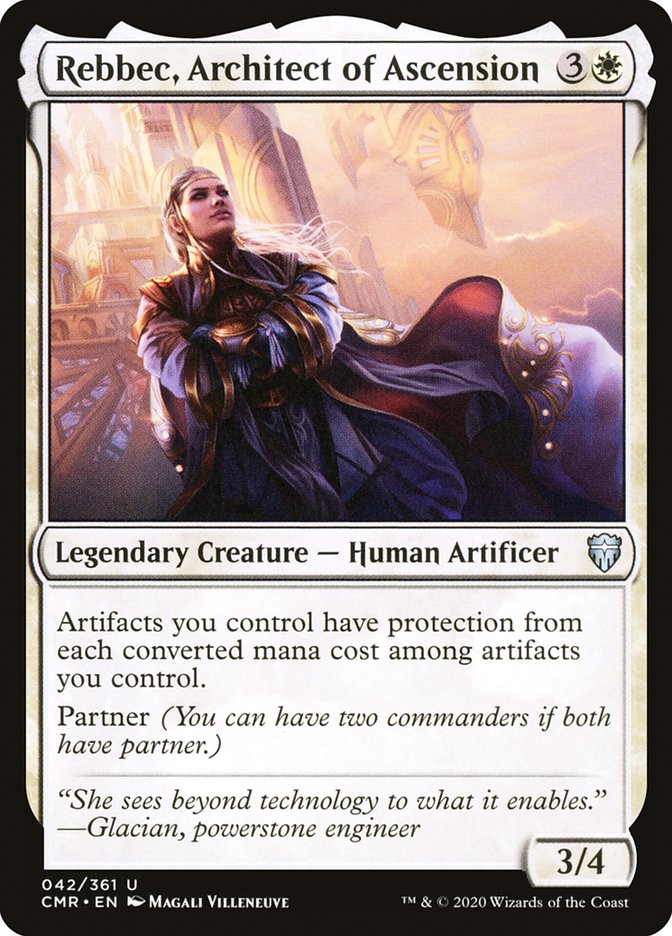 Rebbec, Architect of Ascension 3
Legendary Creature — Human Artificer
Artifacts you control have protection from
each converted mana cost among artifacts
you control.
Partner (You can have two commanders if both
have partner.)
“She sees beyond technology to what it enables.”
—Glacian, powerstone engineer
3/4
042/361 U
CMR • EN Magali Villeneuve
™ & © 2020 Wizards of the Coast